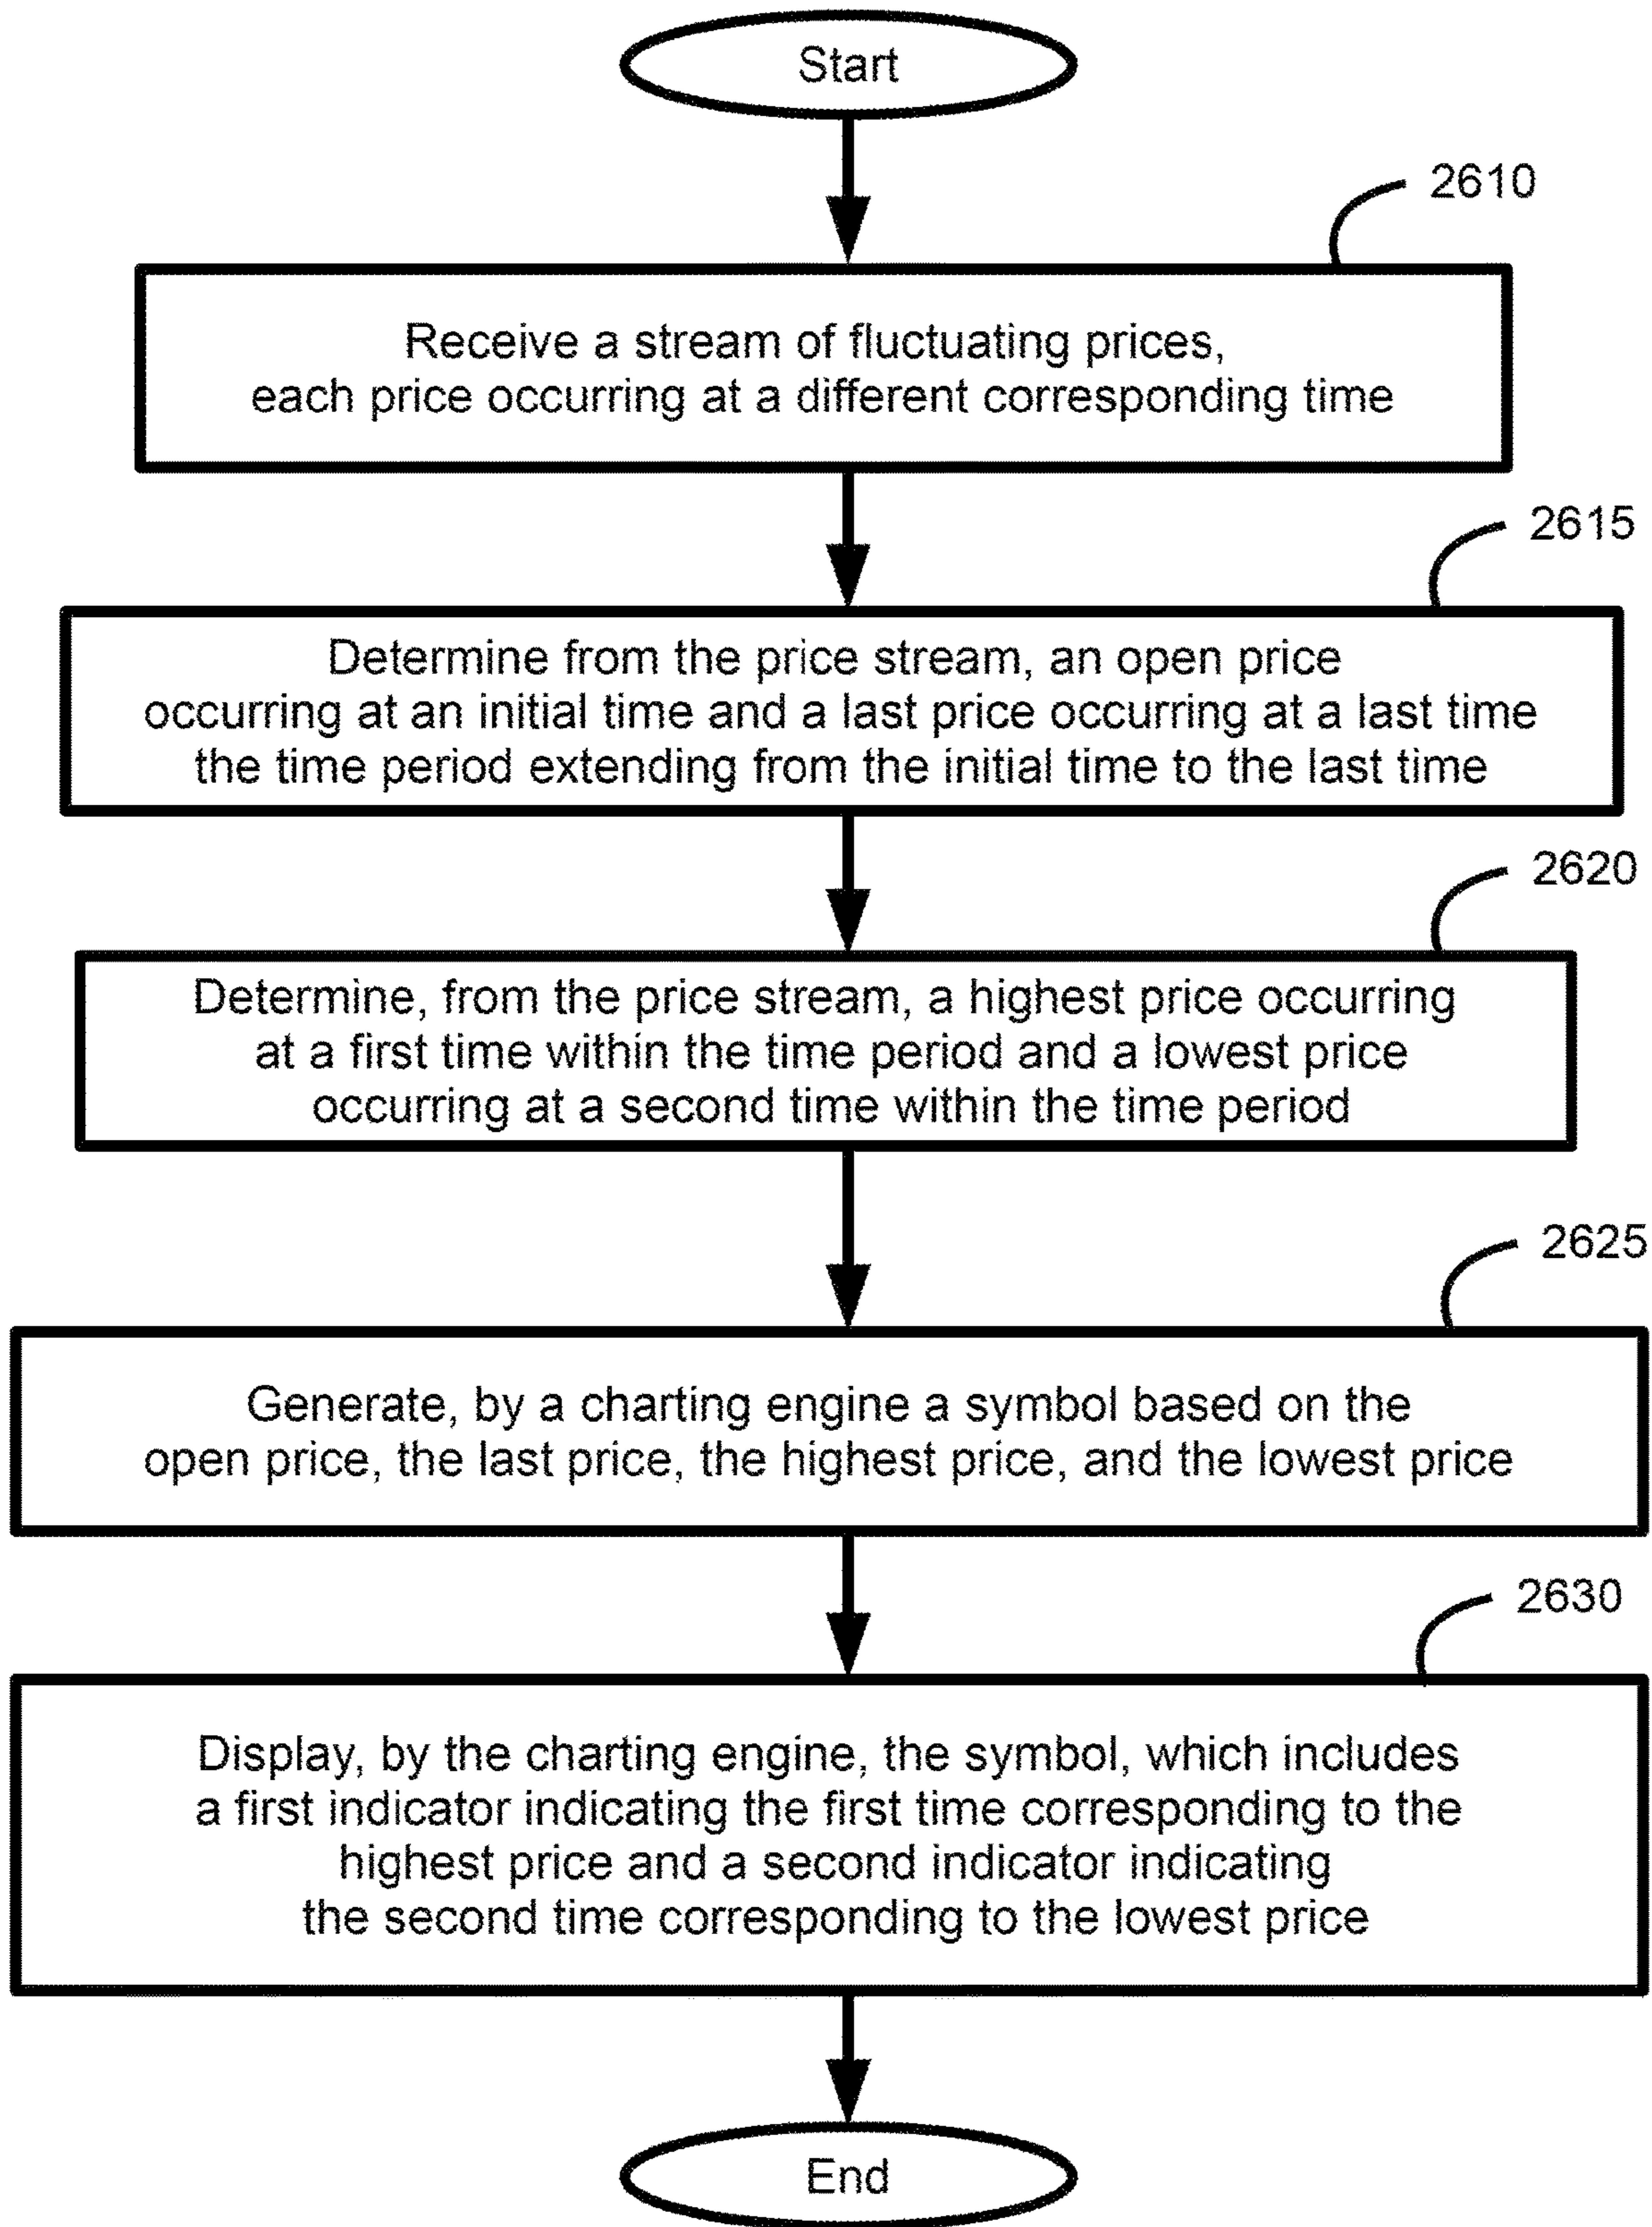 Start
2610
Receive a stream of fluctuating prices,
each price occurring at a different corresponding time
2615
Determine from the price stream, an open price
occurring at an initial time and a last price occurring at a last time
the time period extending from the initial time to the last time
2620
Determine, from the price stream, a highest price occurring
at a first time within the time period and a lowest price
occurring at a second time within the time period
2625
Generate, by a charting engine a symbol based on the
open price, the last price, the highest price, and the lowest price
2630
Display, by the charting engine, the symbol, which includes
a first indicator indicating the first time corresponding to the
highest price and a second indicator indicating
the second time corresponding to the lowest price
End